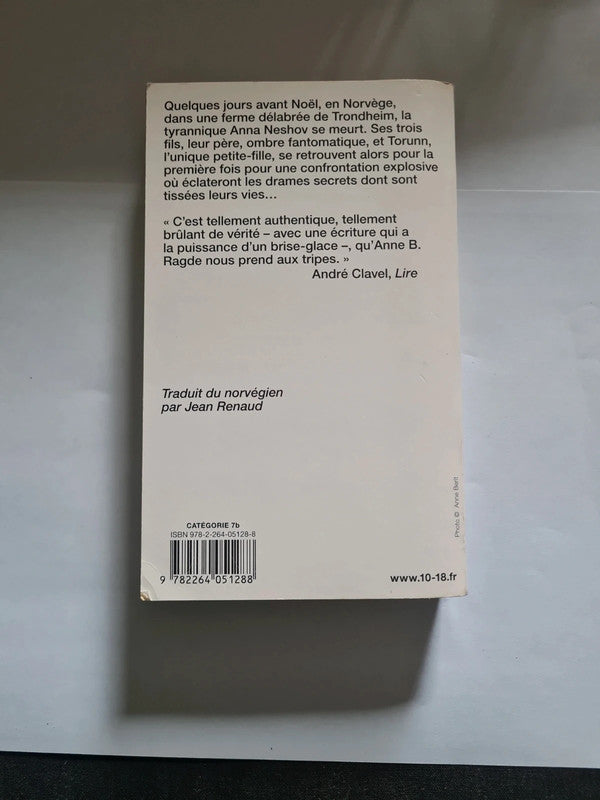 Quelques jours avant Noël, en Norvège,
dans une ferme délabrée de Trondheim, la
tyrannique Anna Neshov se meurt. Ses trois
fils, leur père, ombre fantomatique, et Torunn,
l'unique petite-fille, se retrouvent alors pour la
première fois pour une confrontation explosive
où éclateront les drames secrets dont sont
tissées leurs vies...
« C'est tellement authentique, tellement
brûlant de vérité – avec une écriture qui a
la puissance d'un brise-glace –, qu'Anne B.
Ragde nous prend aux tripes. »
André Clavel, Lire
Traduit du norvégien
par Jean Renaud
Photo © Anne Bertt
CATÉGORIE 7b
ISBN 978-2-264-05128-8
9 782264 051288
www.10-18.fr